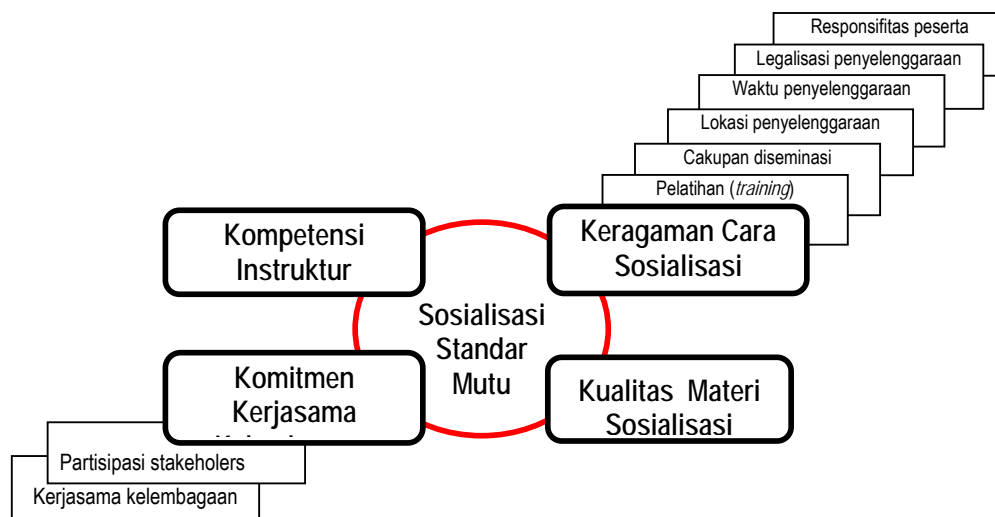 Responsifitas peserta
Legalisasi penyelenggaraan
Waktu penyelenggaraan
Lokasi penyelenggaraan
Cakupan diseminasi
Pelatihan (training)
Kompetensi
Instruktur
Keragaman Cara
Sosialisasi
Sosialisasi
Standar
Mutu
Komitmen
Kerjasama
Kualitas Materi
Sosialisasi
Partisipasi stakeholers
Kerjasama kelembagaan